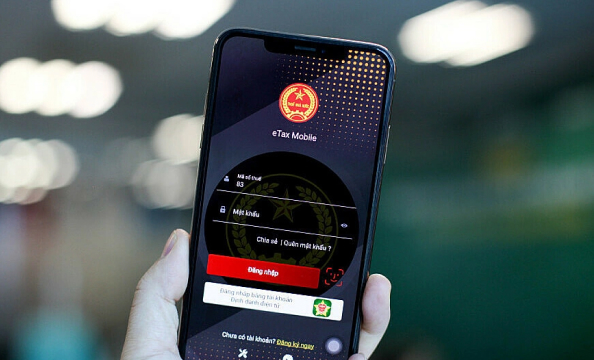 eTax Mobile
Mã số thuế
83
Mật khẩu
Chia sẻ | Quên mật khẩu ?
Đăng nhập
Đăng nhập bằng tài khoản
Định danh điện tử
Chưa có tài khoản? Đăng ký ngay